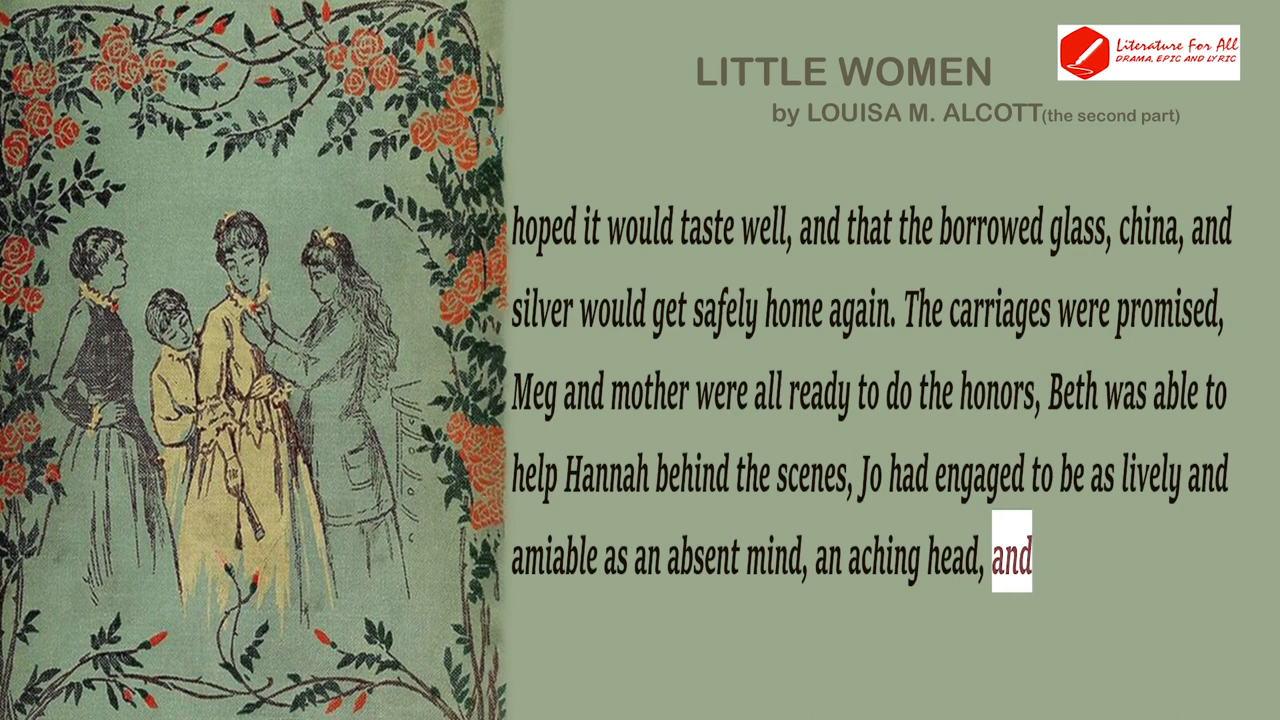 LITTLE WOMEN
by LOUISA M. ALCOTT(the second part)
Literature For All
DRAMA, EPIC AND LYRIC
hoped it would taste well, and that the borrowed glass, china, and
silver would get safely home again. The carriages were promised,
Meg and mother were all ready to do the honors, Beth was able to
help Hannah behind the scenes, Jo had engaged to be as lively and
amiable as an absent mind, an aching head, and